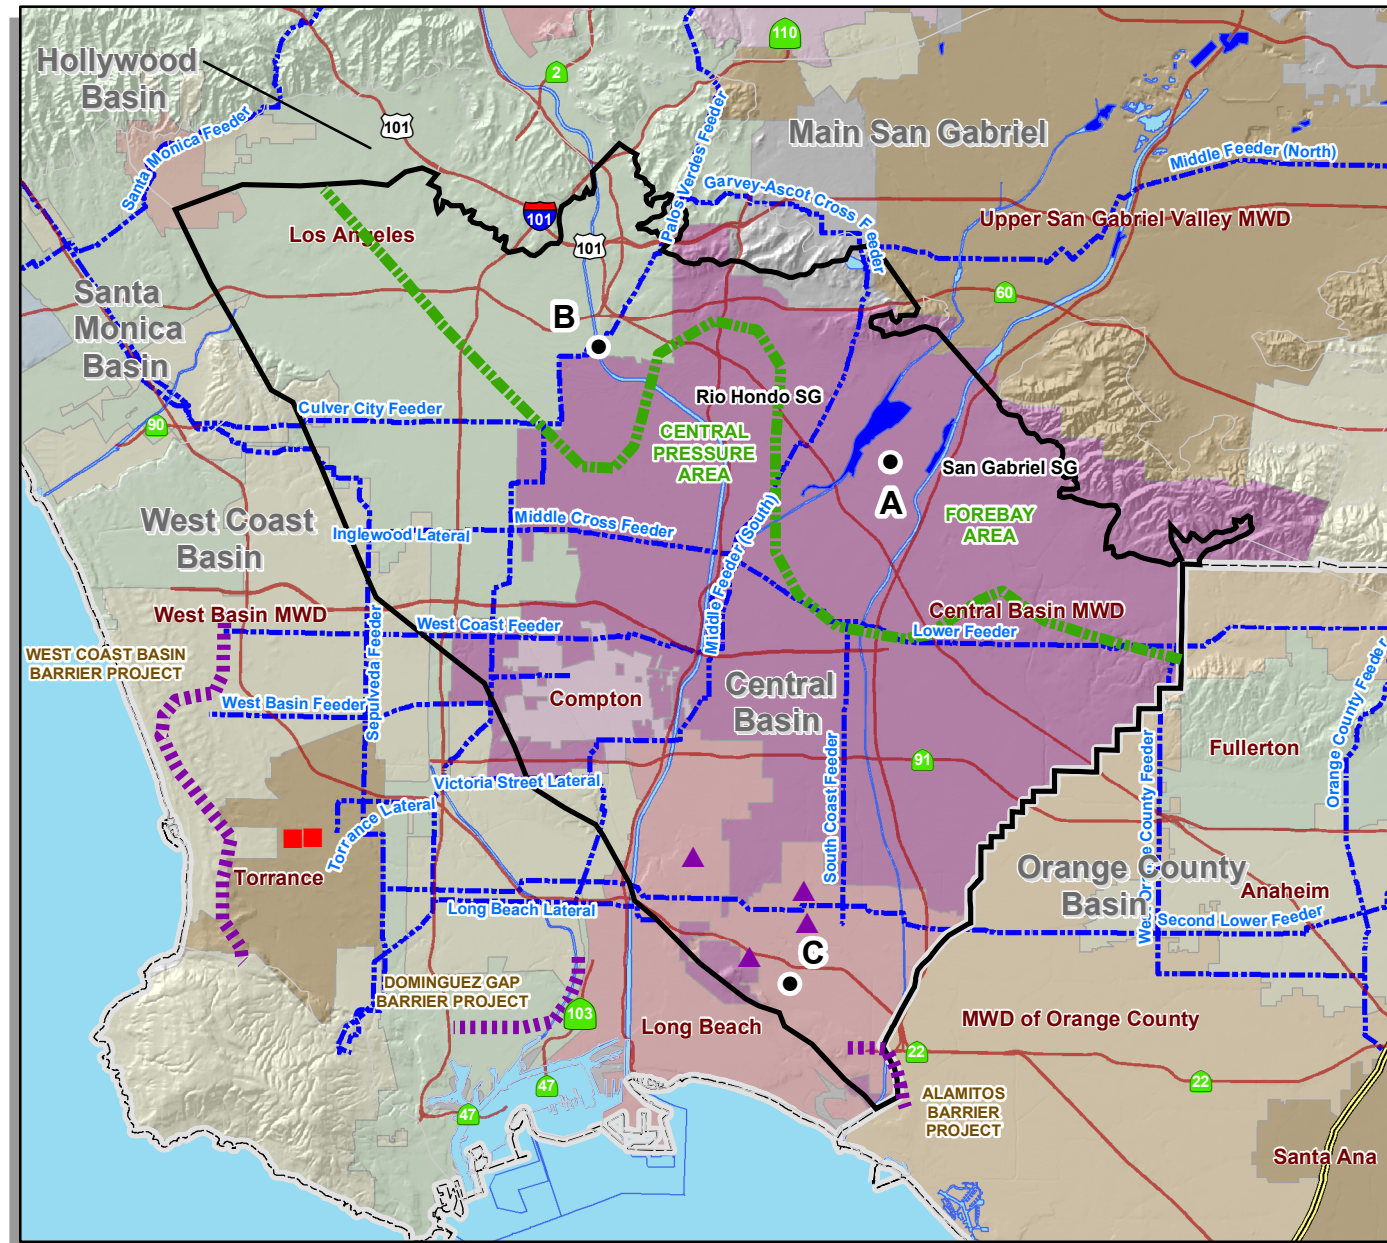 110
Hollywood
Basin
2
101
Santa Monica Feeder
Palos Verdes Feeder
Main San Gabriel
Middle Feeder (North)
Garvey-Ascot Cross Feeder
Upper San Gabriel Valley MWD
101
Los Angeles
101
Santa
Monica
Basin
60
B
Rio Hondo SG
Culver City Feeder
90
CENTRAL
PRESSURE
AREA
San Gabriel SG
A
FOREBAY
AREA
West Coast
Basin
Inglewood Lateral
Middle Cross Feeder
Middle Feeder (South)
West Basin MWD
Central Basin MWD
West Coast Feeder
Lower Feeder
WEST COAST BASIN
BARRIER PROJECT
Sepulveda Feeder
West Basin Feeder
Compton
Central
Basin
Orange County Feeder
Fullerton
91
South Coast Feeder
Victoria Street Lateral
Torrance Lateral
Torrance
Orange County
Basin
Anaheim
Long Beach Lateral
Second Lower Feeder
C
DOMINGUEZ GAP
BARRIER PROJECT
103
Long Beach
MWD of Orange County
22
22
47
47
ALAMITOS
BARRIER
PROJECT
Santa Ana